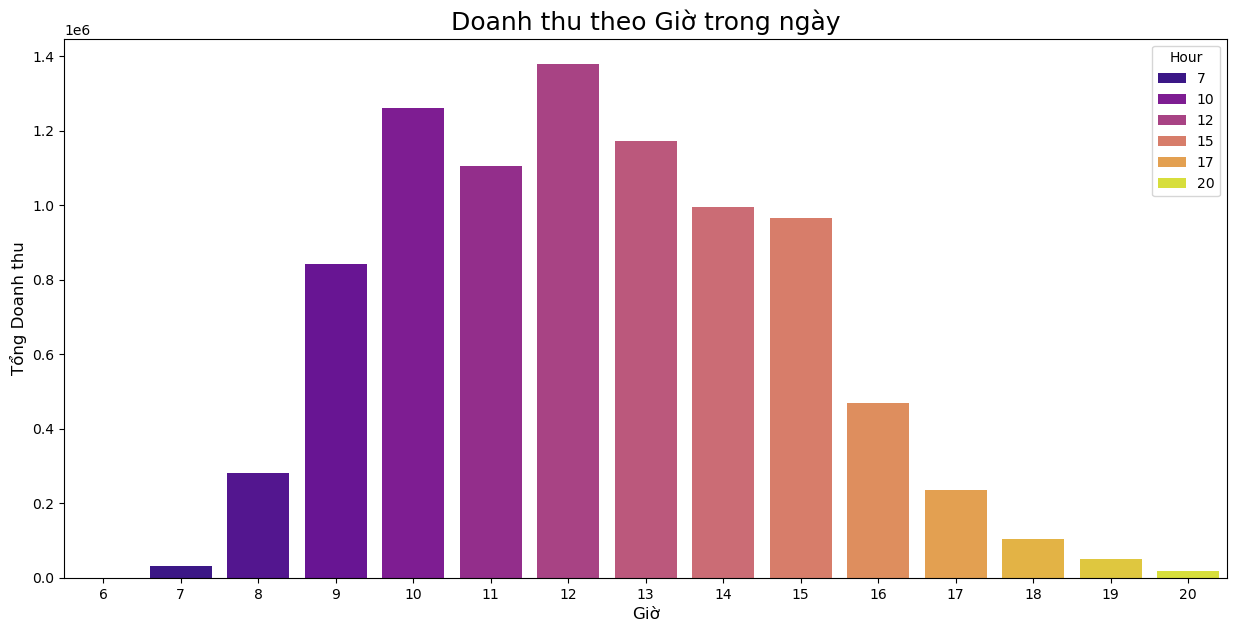 Doanh thu theo Giờ trong ngày
1e6
1.4
1.2
1.0
0.8
0.6
0.4
0.2
0.0
Tổng Doanh thu
6 7 8 9 10 11 12 13 14 15 16 17 18 19 20
Giờ
Hour
7
10
12
15
17
20